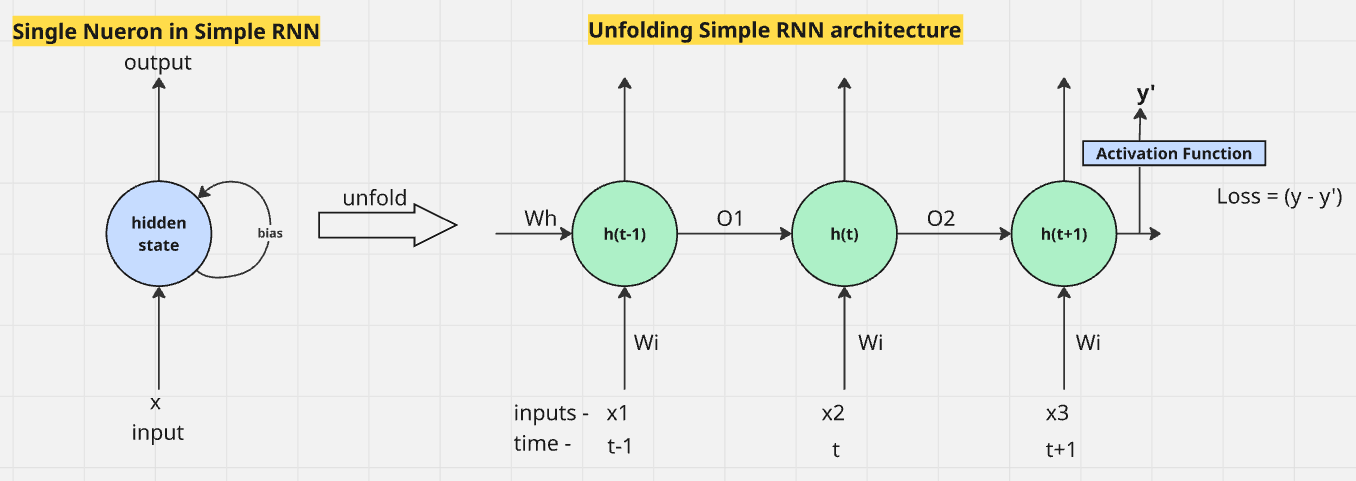 Single Nueron in Simple RNN
output
hidden
state
bias
x
input
unfold
Unfolding Simple RNN architecture
y'
Activation Function
Loss = (y - y')
Wh
h(t-1)
O1
h(t)
O2
h(t+1)
Wi
Wi
Wi
inputs - x1 x2 x3
time - t-1 t t+1